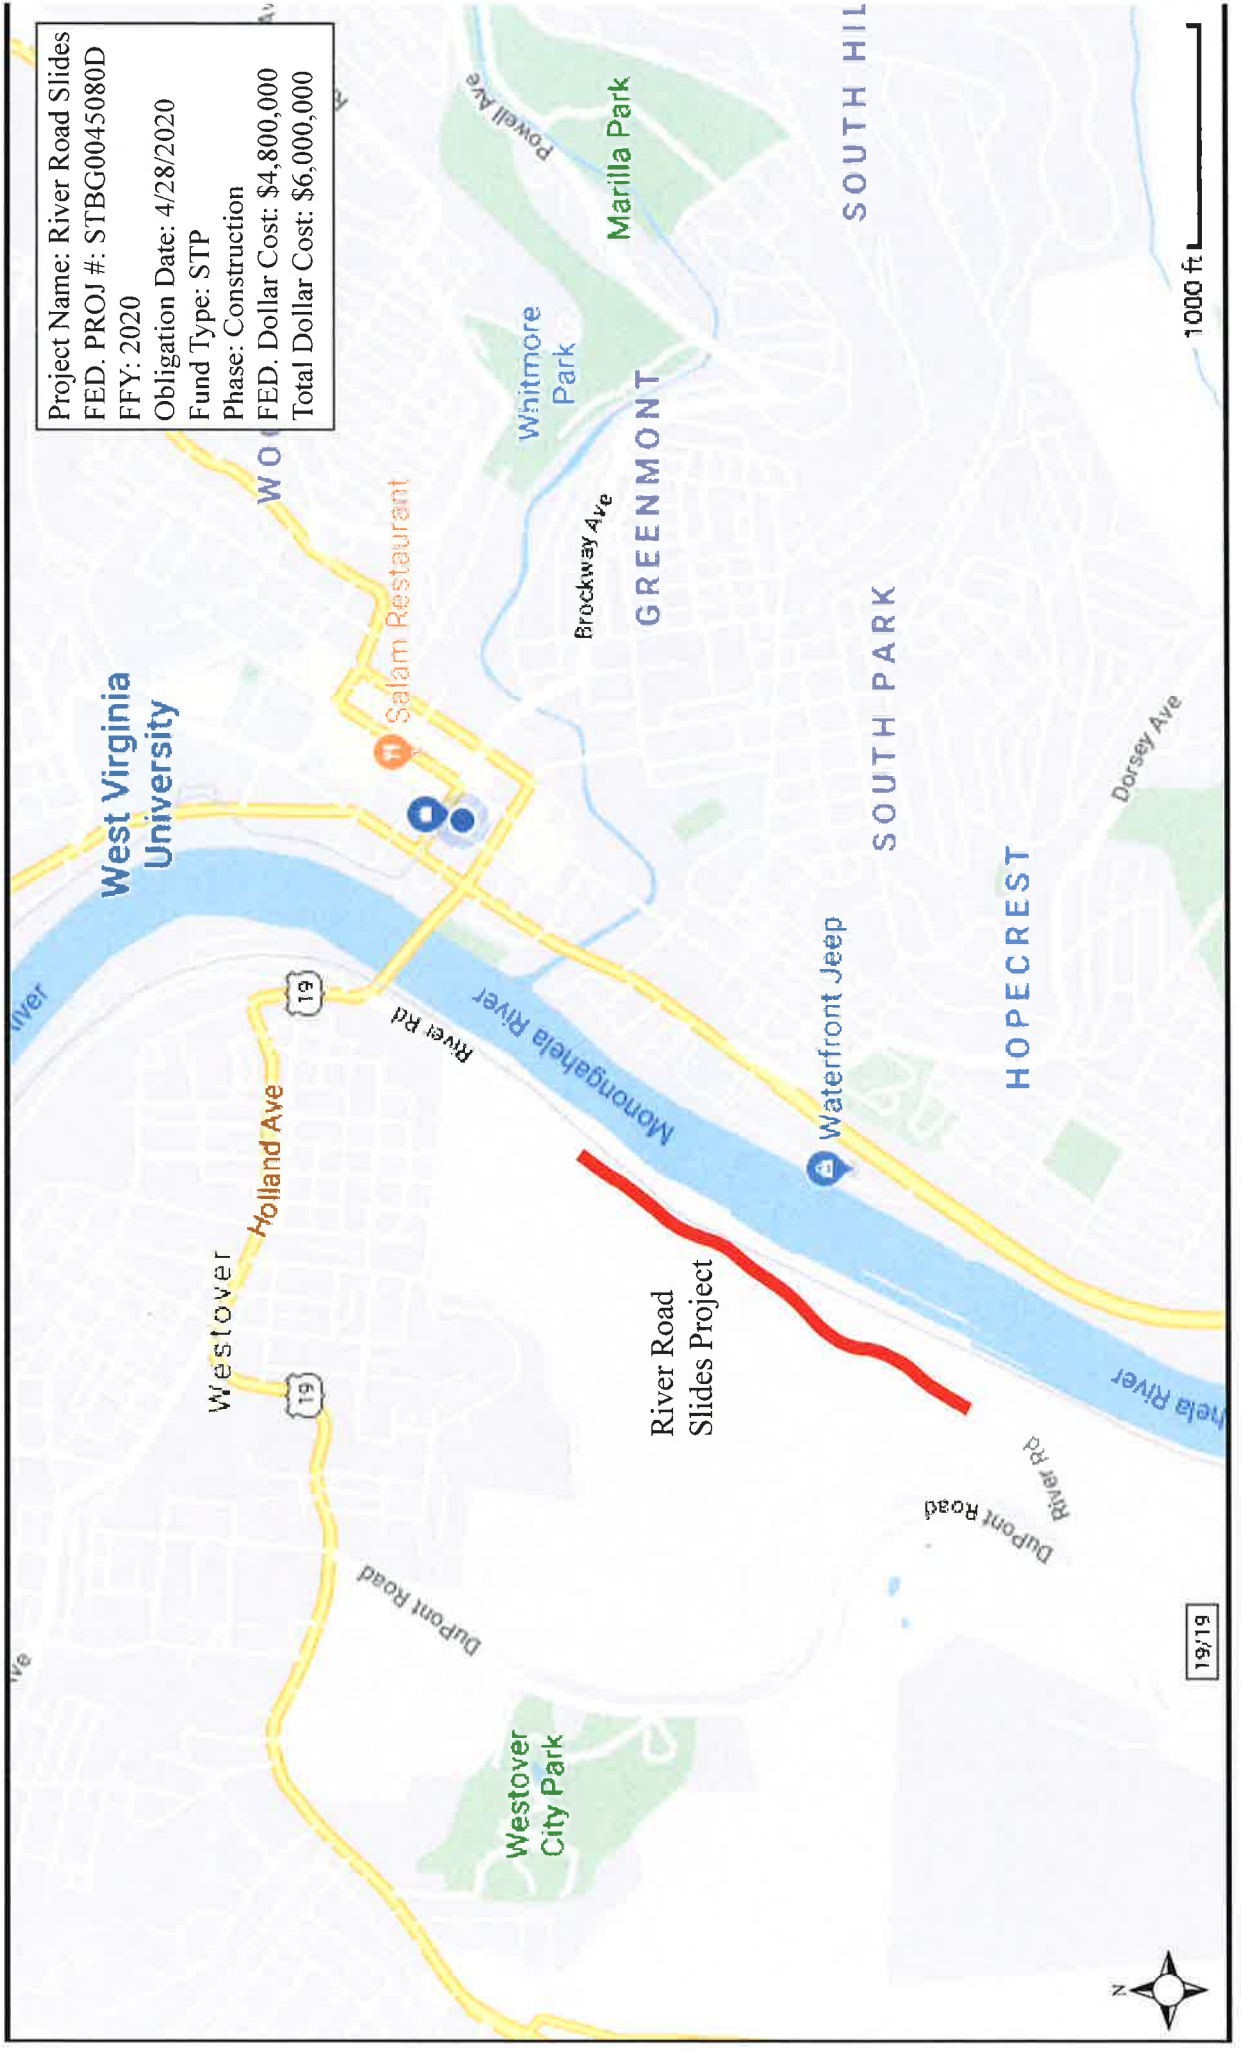 Project Name: River Road Slides
FED. PROJ #: STBG0045080D
FFY: 2020
Obligation Date: 4/28/2020
Fund Type: STP
Phase: Construction
FED. Dollar Cost: $4,800,000
Total Dollar Cost: $6,000,000
West Virginia
University
Salam Restaurant
Powell Ave
Marilla Park
Whitmore
Park
Brockway Ave
GREENMONT
SOUTH HIL
SOUTH PARK
HOPECREST
Dorsey Ave
19
Holland Ave
Westover
19
River Rd
Monongahela River
Waterfront Jeep
River Road
Slides Project
DuPont Road
Westover
City Park
DuPont Road
River Rd
hela River
1000 ft
19/19
N